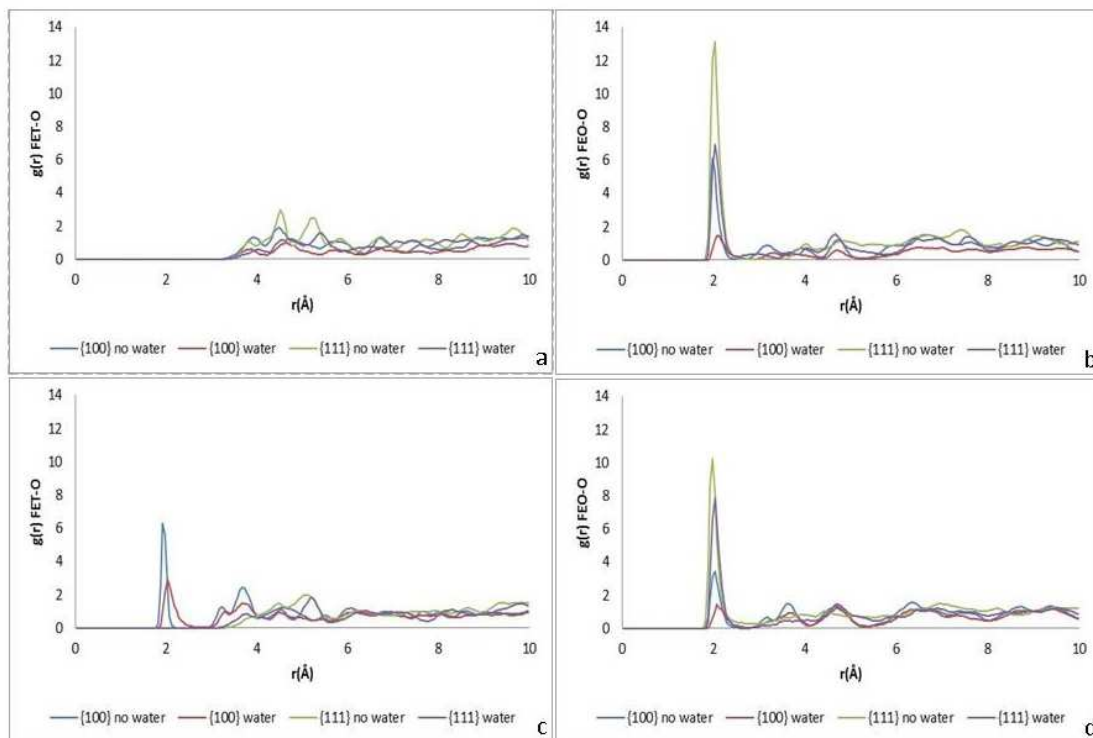 14
12
10
8
6
4
2
0
g(r) FET-O
0 2 4 6 8 10
r(Å)
{100} no water {100} water {111} no water {111} water
a
14
12
10
8
6
4
2
0
g(r) FEO-O
0 2 4 6 8 10
r(Å)
{100} no water {100} water {111} no water {111} water
b
14
12
10
8
6
4
2
0
g(r) FET-O
0 2 4 6 8 10
r(Å)
{100} no water {100} water {111} no water {111} water
c
14
12
10
8
6
4
2
0
g(r) FEO-O
0 2 4 6 8 10
r(Å)
{100} no water {100} water {111} no water {111} water
d